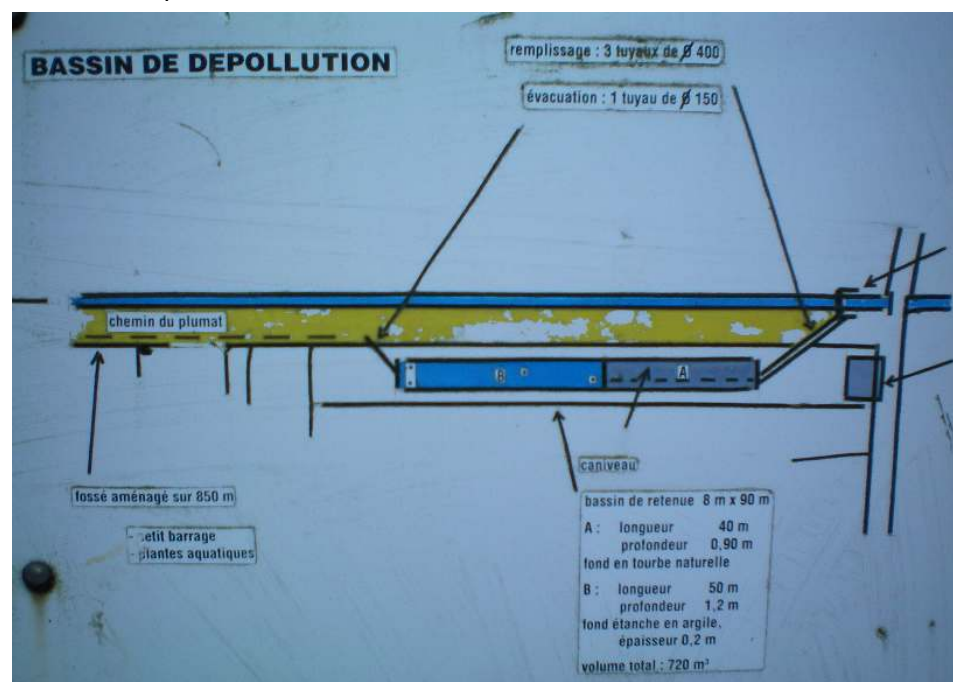 BASSIN DE DEPOLLUTION
remplissage : 3 tuyaux de Ø 400
évacuation : 1 tuyau de Ø 150
chemin du plumat
B
A
caniveau
fossé aménagé sur 850 m
- petit barrage
- plantes aquatiques
bassin de retenue 8 m x 90 m
A : longueur 40 m
profondeur 0,90 m
fond en tourbe naturelle
B : longueur 50 m
profondeur 1,2 m
fond étanche en argile,
épaisseur 0,2 m
volume total : 720 m³